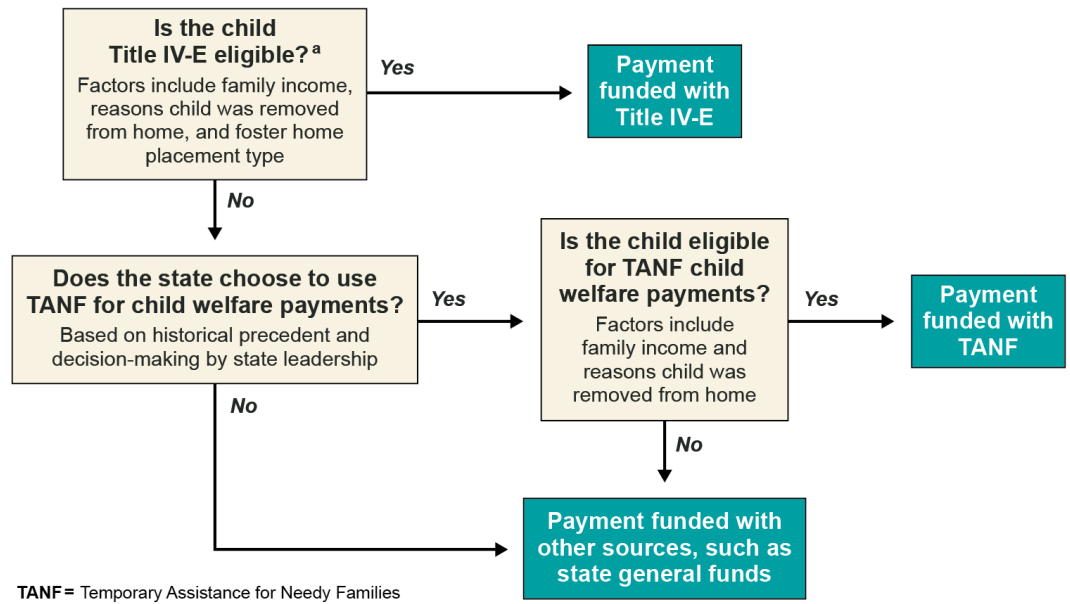 Is the child
Title IV-E eligible?a
Factors include family income,
reasons child was removed
from home, and foster home
placement type
Yes
Payment
funded with
Title IV-E
No
Does the state choose to use
TANF for child welfare payments?
Based on historical precedent and
decision-making by state leadership
Yes
Is the child eligible
for TANF child
welfare payments?
Factors include
family income and
reasons child was
removed from home
Yes
Payment
funded with
TANF
No
No
Payment funded with
other sources, such as
state general funds
TANF = Temporary Assistance for Needy Families